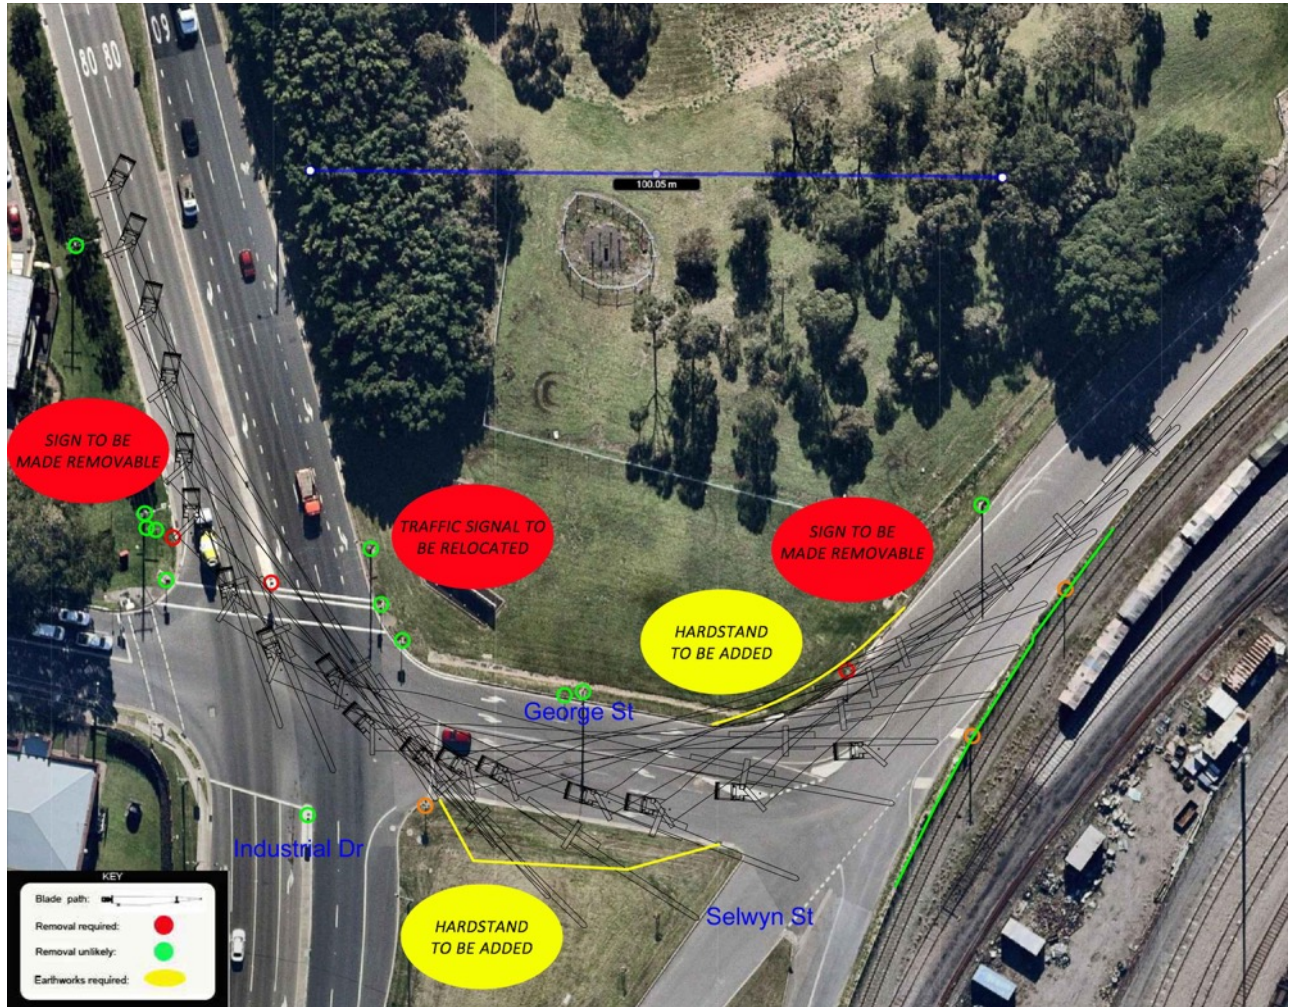 80 80
60
100.05 m
SIGN TO BE
MADE REMOVABLE
TRAFFIC SIGNAL TO
BE RELOCATED
SIGN TO BE
MADE REMOVABLE
HARDSTAND
TO BE ADDED
George St
Industrial Dr
Selwyn St
HARDSTAND
TO BE ADDED
KEY
Blade path:
Removal required:
Removal unlikely:
Earthworks required: